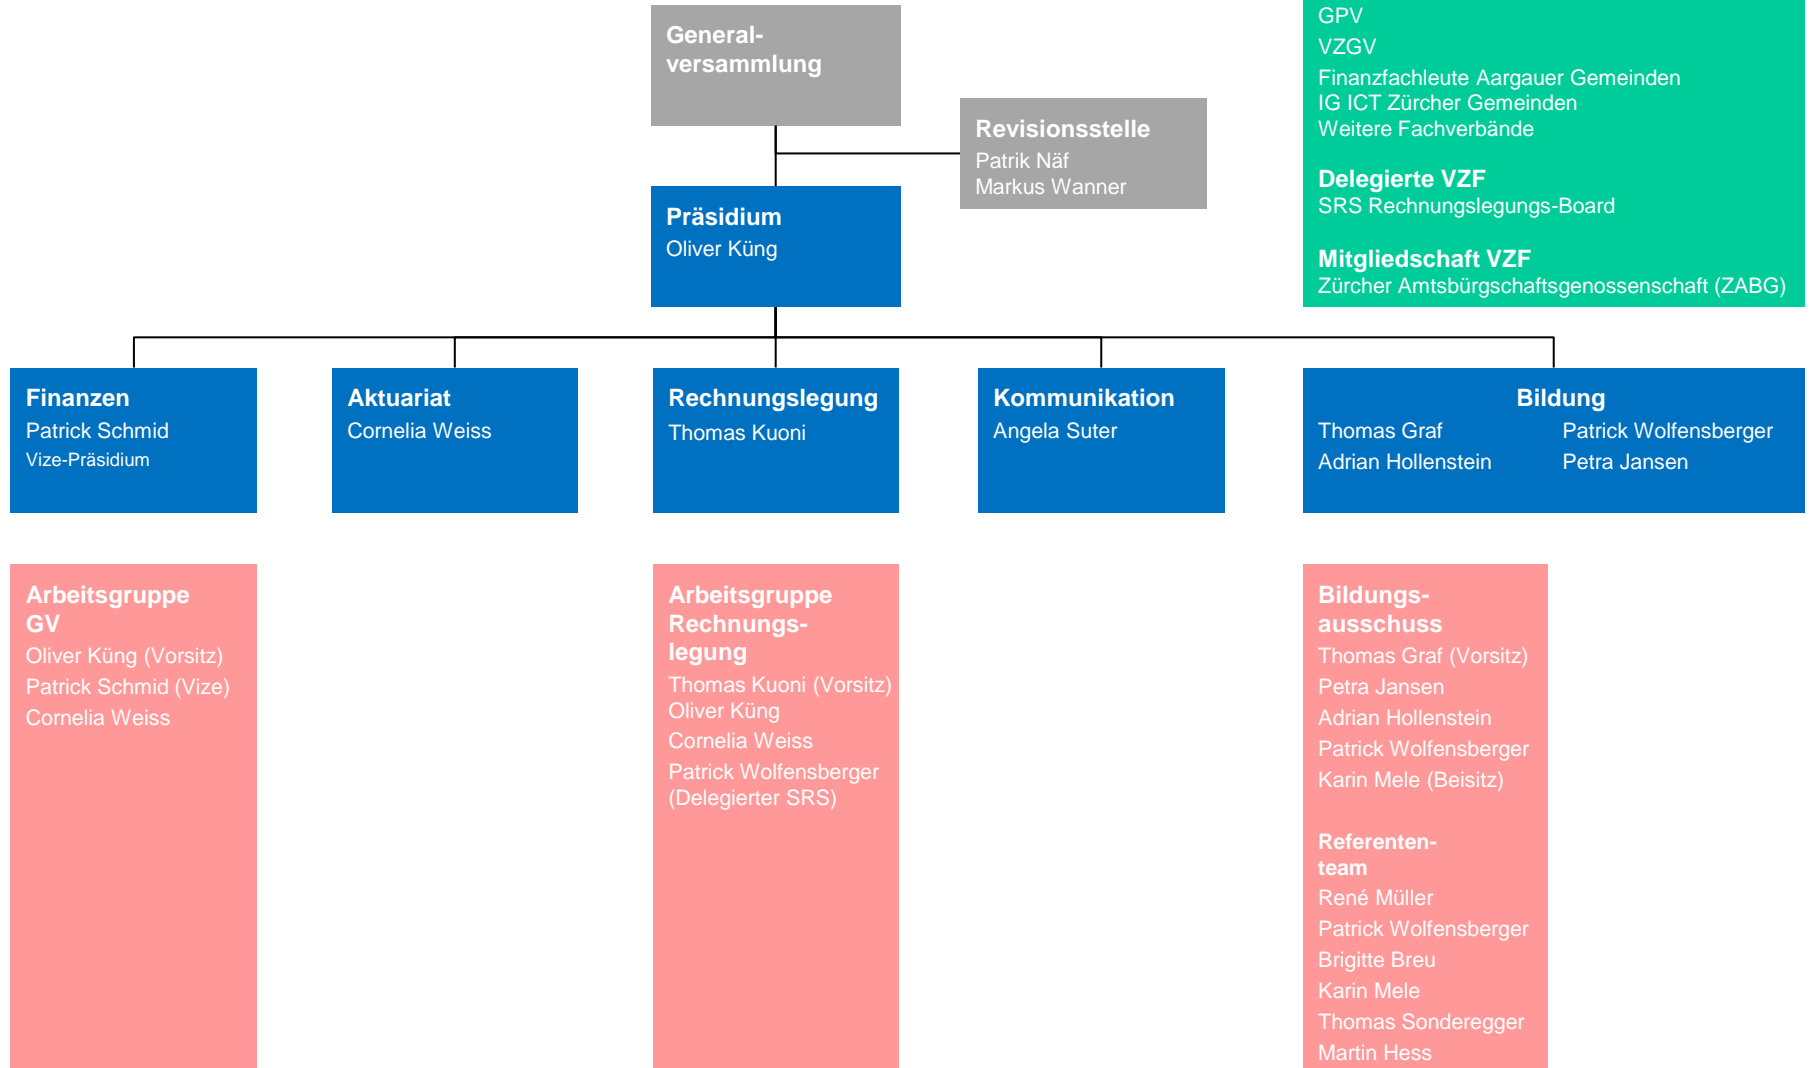 General-
versammlung
Revisionsstelle
Patrik Näf
Markus Wanner
GPV
VZGV
Finanzfachleute Aargauer Gemeinden
IG ICT Zürcher Gemeinden
Weitere Fachverbände
Delegierte VZF
SRS Rechnungslegungs-Board
Mitgliedschaft VZF
Zürcher Amtsbürgschaftsgenossenschaft (ZABG)
Präsidium
Oliver Küng
Finanzen
Patrick Schmid
Vize-Präsidium
Aktuariat
Cornelia Weiss
Rechnungslegung
Thomas Kuoni
Kommunikation
Angela Suter
Bildung
Thomas Graf
Patrick Wolfensberger
Adrian Hollenstein
Petra Jansen
Arbeitsgruppe
GV
Oliver Küng (Vorsitz)
Patrick Schmid (Vize)
Cornelia Weiss
Arbeitsgruppe
Rechnungs-
legung
Thomas Kuoni (Vorsitz)
Oliver Küng
Cornelia Weiss
Patrick Wolfensberger
(Delegierter SRS)
Bildungs-
ausschuss
Thomas Graf (Vorsitz)
Petra Jansen
Adrian Hollenstein
Patrick Wolfensberger
Karin Mele (Beisitz)
Referenten-
team
René Müller
Patrick Wolfensberger
Brigitte Breu
Karin Mele
Thomas Sonderegger
Martin Hess